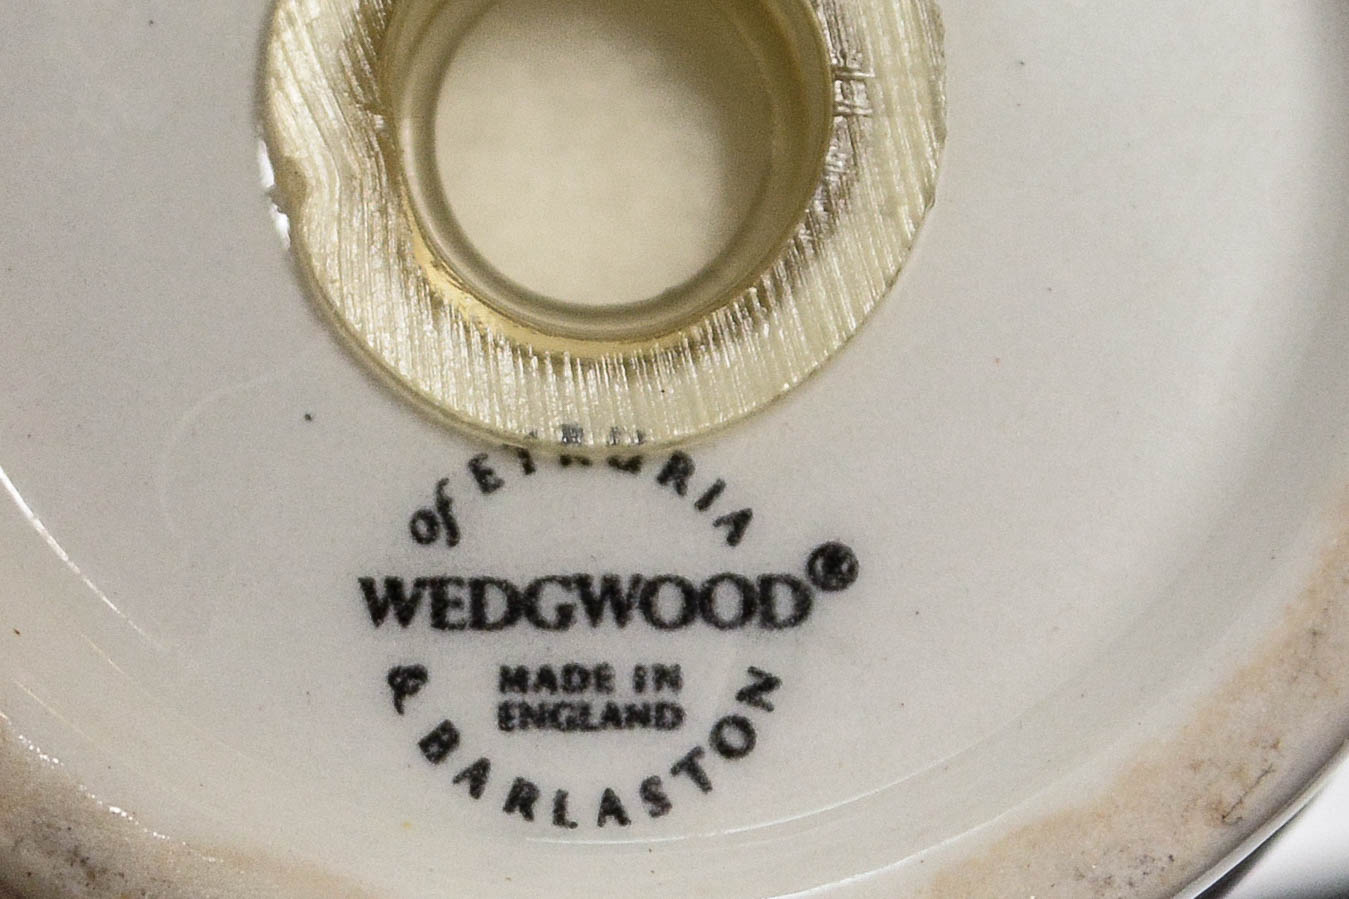 of ETRURIA
WEDGWOOD®
MADE IN
ENGLAND
& BARLASTON